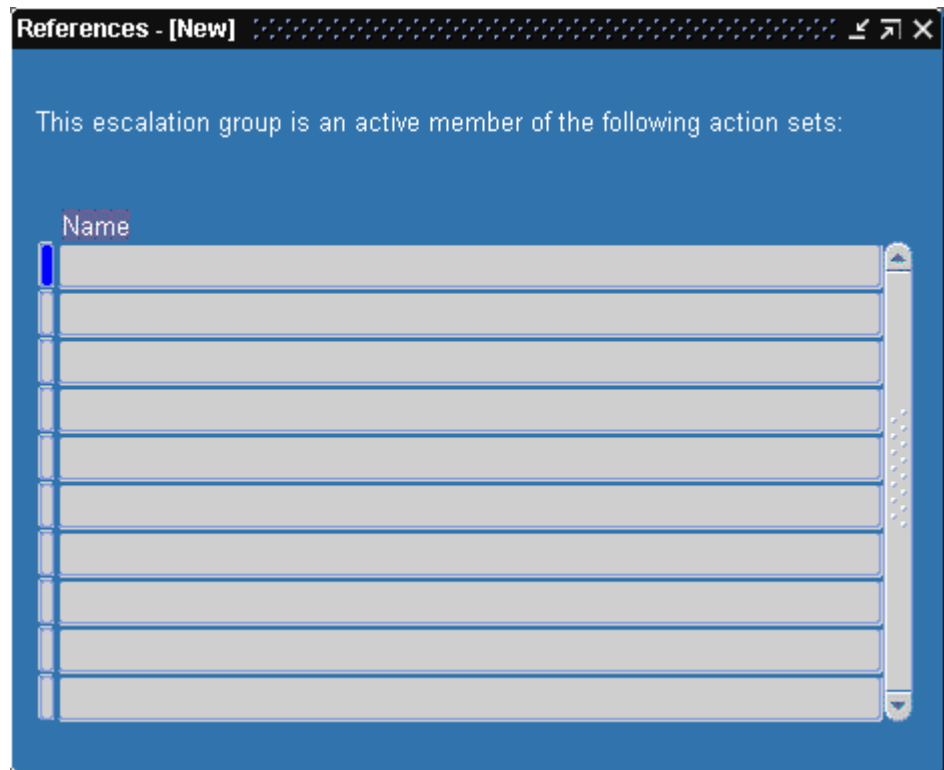 References - [New]
This escalation group is an active member of the following action sets:
Name